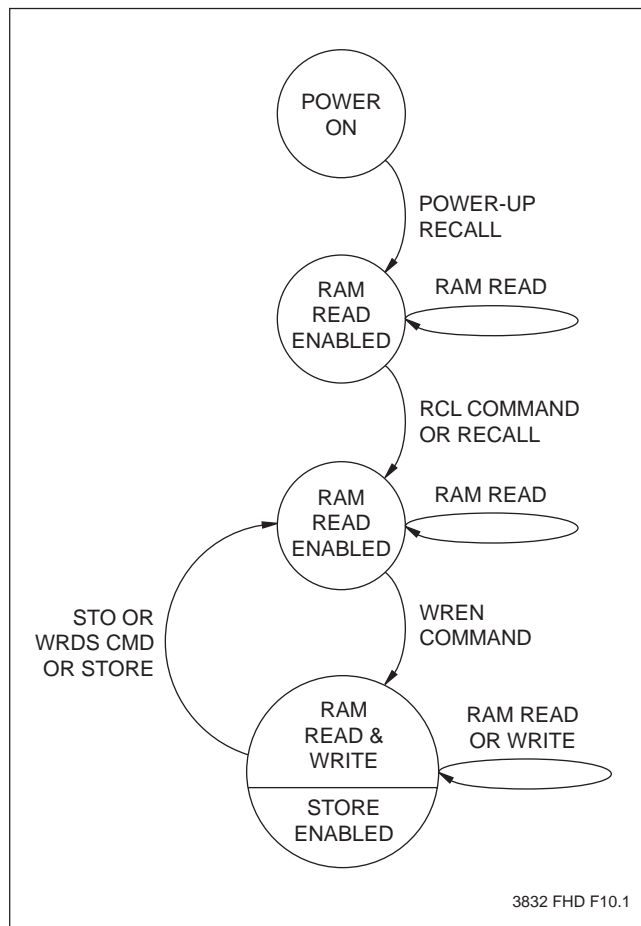 POWER
ON
POWER-UP
RECALL
RAM
READ
ENABLED
RAM READ
RCL COMMAND
OR RECALL
RAM
READ
ENABLED
RAM READ
STO OR
WRDS CMD
OR STORE
WREN
COMMAND
RAM
READ &
WRITE
RAM READ
OR WRITE
STORE
ENABLED
3832 FHD F10.1